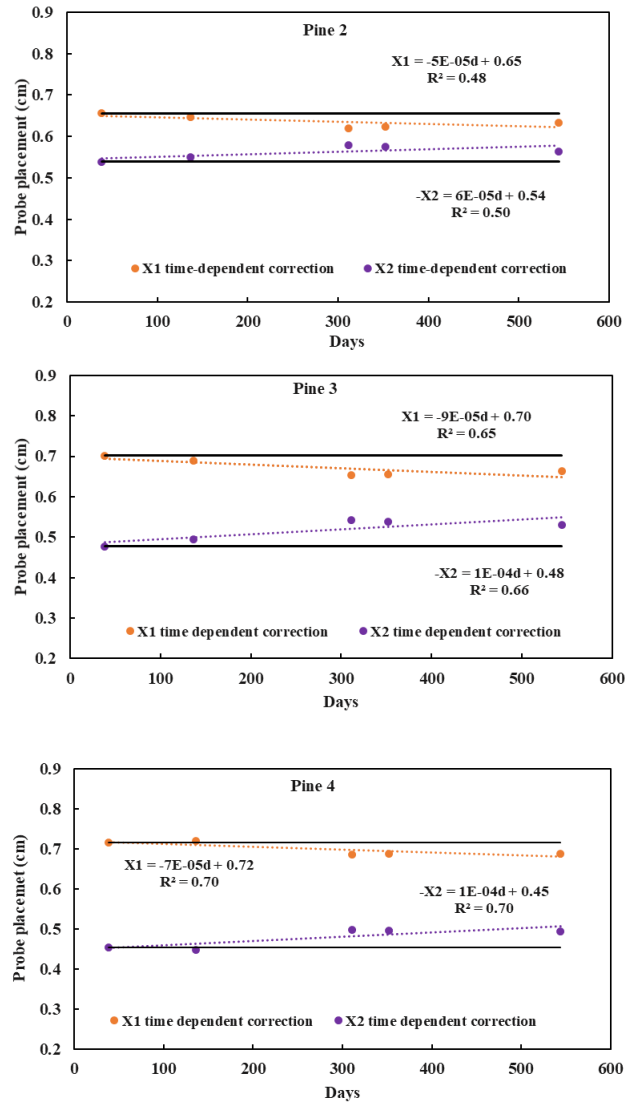 Pine 2
0.9
X1 = -5E-05d + 0.65
R² = 0.48
0.8
0.7
0.6
0.5
-X2 = 6E-05d + 0.54
R² = 0.50
0.4
0.3
X1 time-dependent correction X2 time-dependent correction
0.2
0 100 200 300 400 500 600
Probe placement (cm)
Days
Pine 3
0.9
X1 = -9E-05d + 0.70
R² = 0.65
0.8
0.7
0.6
0.5
-X2 = 1E-04d + 0.48
R² = 0.66
0.4
0.3
X1 time dependent correction X2 time dependent correction
0.2
0 100 200 300 400 500 600
Probe placement (cm)
Days
Pine 4
0.9
0.8
0.7
X1 = -7E-05d + 0.72
R² = 0.70
-X2 = 1E-04d + 0.45
R² = 0.70
0.6
0.5
0.4
0.3
X1 time dependent correction X2 time dependent correction
0.2
0 100 200 300 400 500 600
Probe placemet (cm)
Days